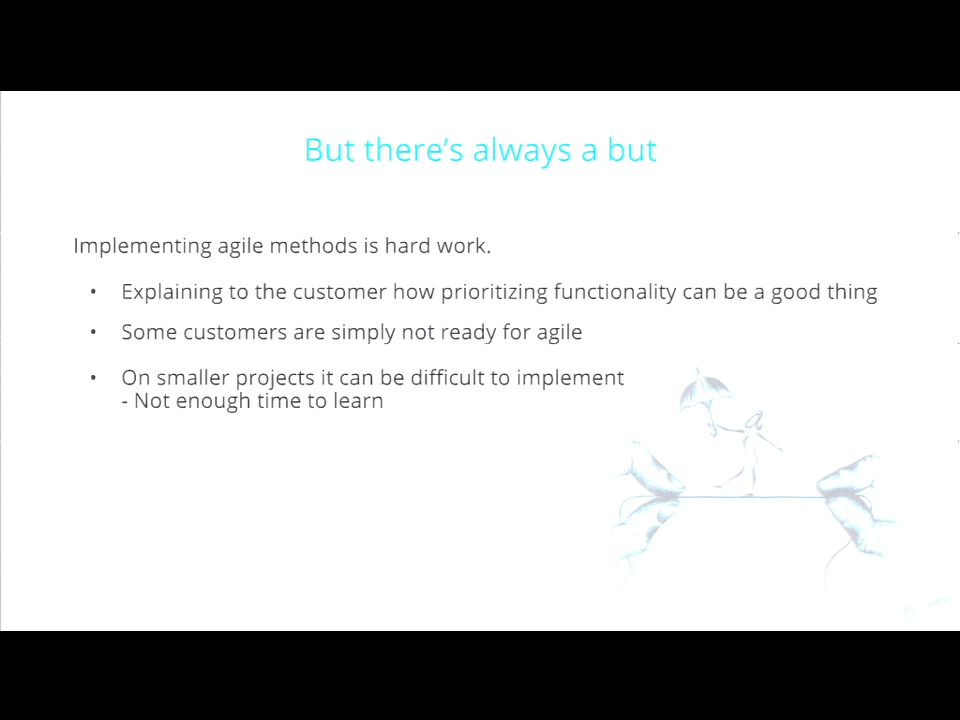 But there's always a but
Implementing agile methods is hard work.
• Explaining to the customer how prioritizing functionality can be a good thing
• Some customers are simply not ready for agile
• On smaller projects it can be difficult to implement
- Not enough time to learn